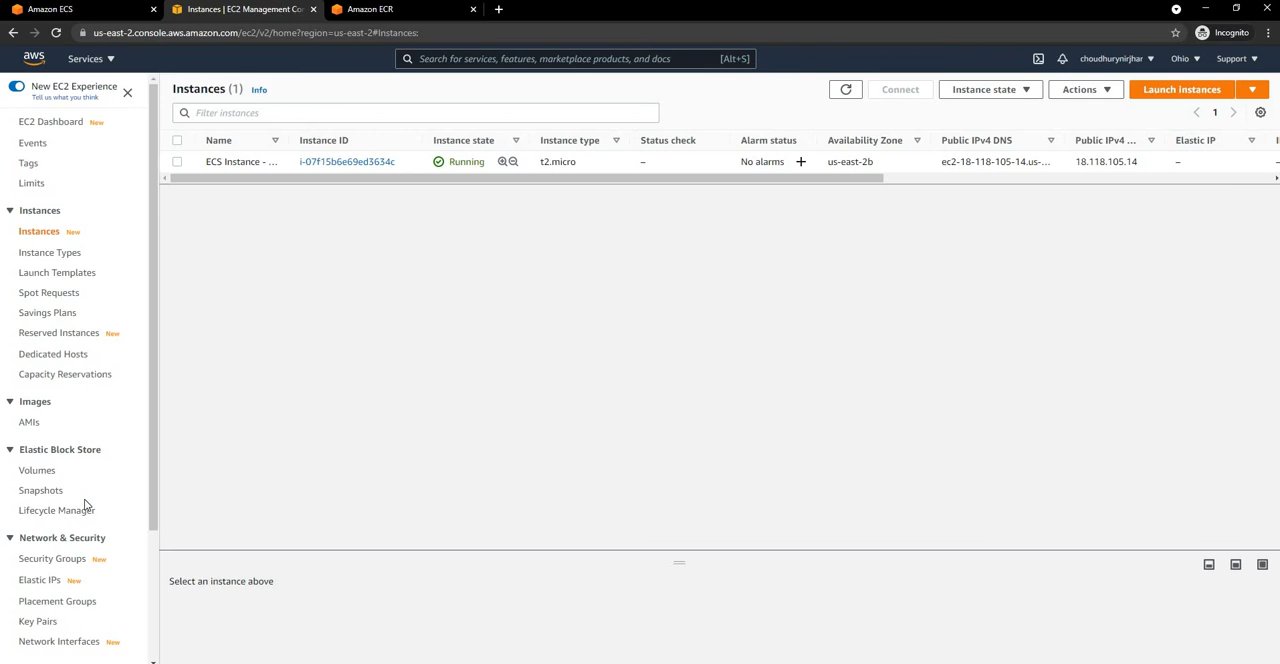 Amazon ECS
Instances | EC2 Management Co
Amazon ECR
us-east-2.console.aws.amazon.com/ec2/v2/home?region=us-east-2#Instances:
Incognito
aws
Services
Search for services, features, marketplace products, and docs
[Alt+S]
choudhurynirjhar
Ohio
Support
New EC2 Experience
Tell us what you think
EC2 Dashboard New
Events
Tags
Limits
Instances
Instances New
Instance Types
Launch Templates
Spot Requests
Savings Plans
Reserved Instances New
Dedicated Hosts
Capacity Reservations
Images
AMIs
Elastic Block Store
Volumes
Snapshots
Lifecycle Manager
Network & Security
Security Groups New
Elastic IPs New
Placement Groups
Key Pairs
Network Interfaces New
Instances (1) Info
Connect
Instance state
Actions
Launch instances
Filter instances
1
Name Instance ID Instance state Instance type Status check Alarm status Availability Zone Public IPv4 DNS Public IPv4 ... Elastic IP
ECS Instance - ... i-07f15b6e69ed3634c Running t2.micro – No alarms + us-east-2b ec2-18-118-105-14.us-... 18.118.105.14 – –
Select an instance above